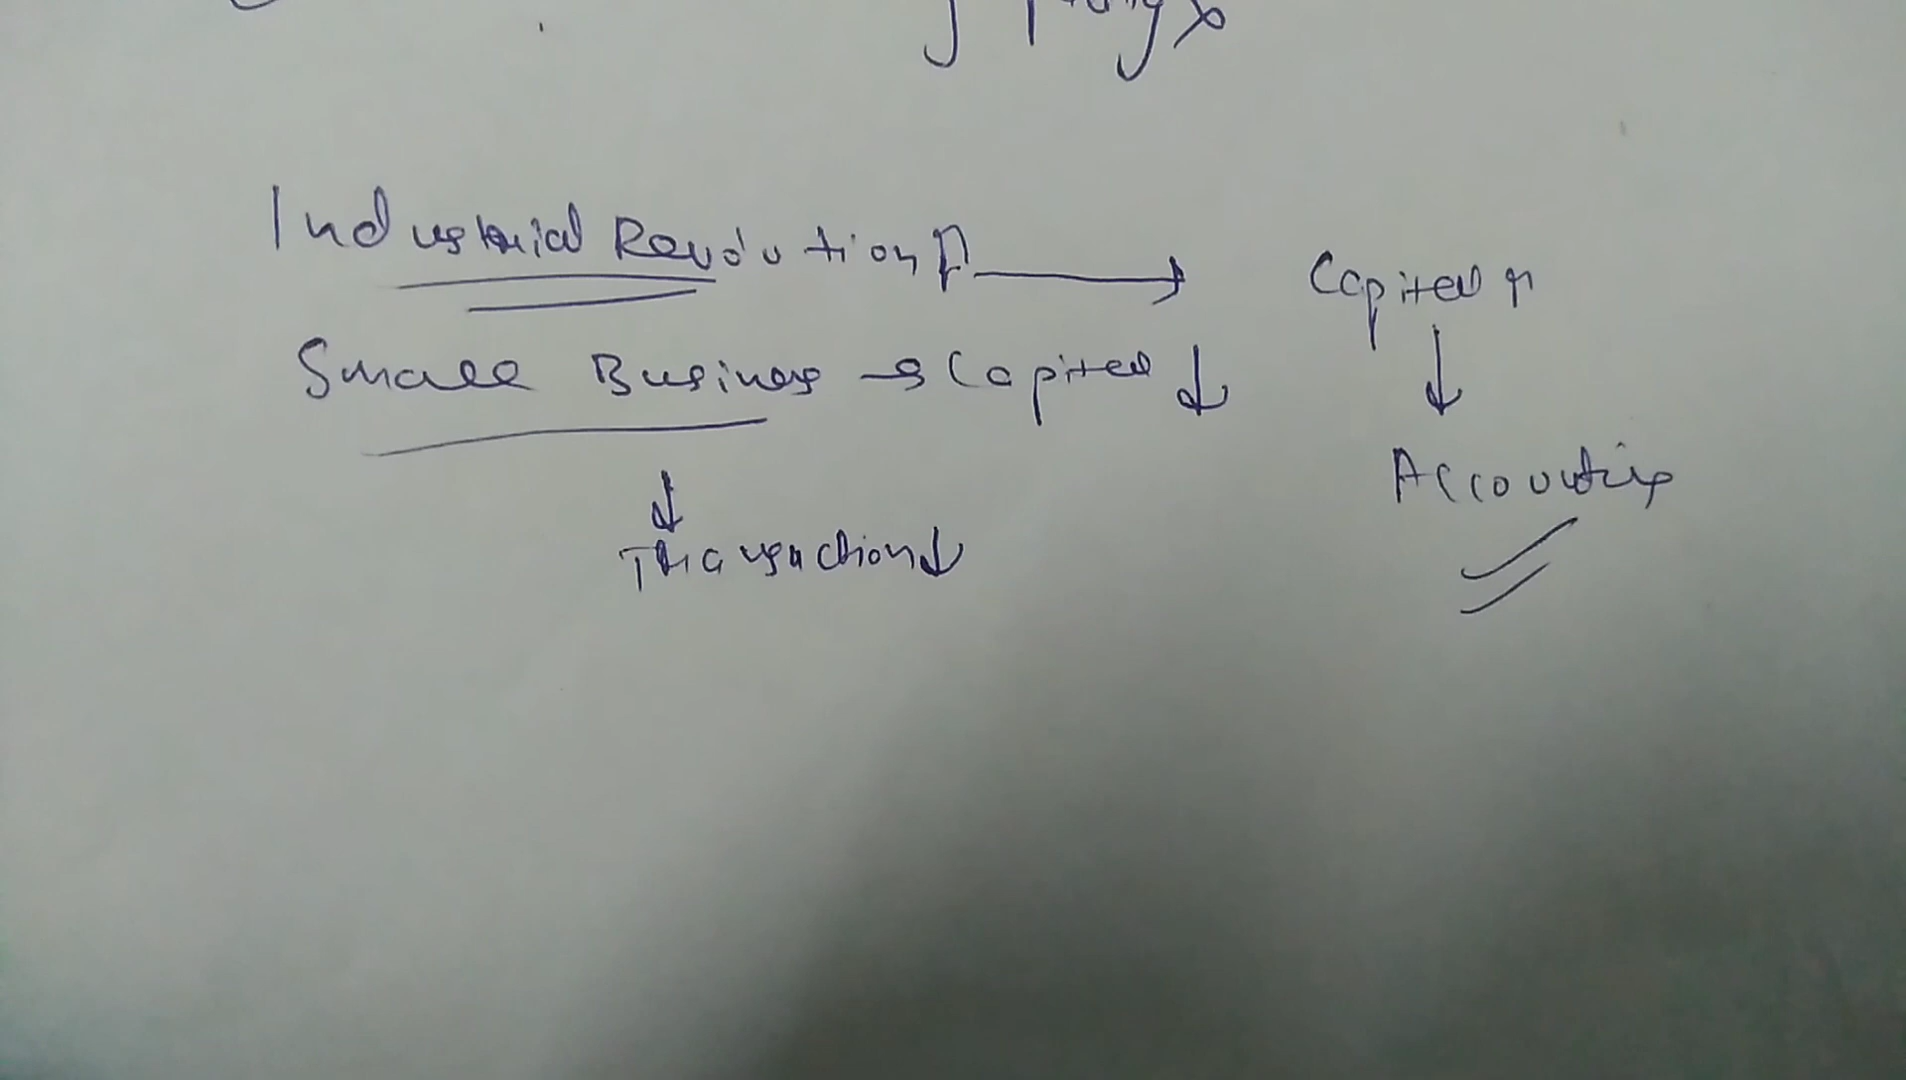 Industrial Revolution ↑ → Capital ↑
Small Business → Capital ↓
↓ ↓
Accounting
Transaction ↓